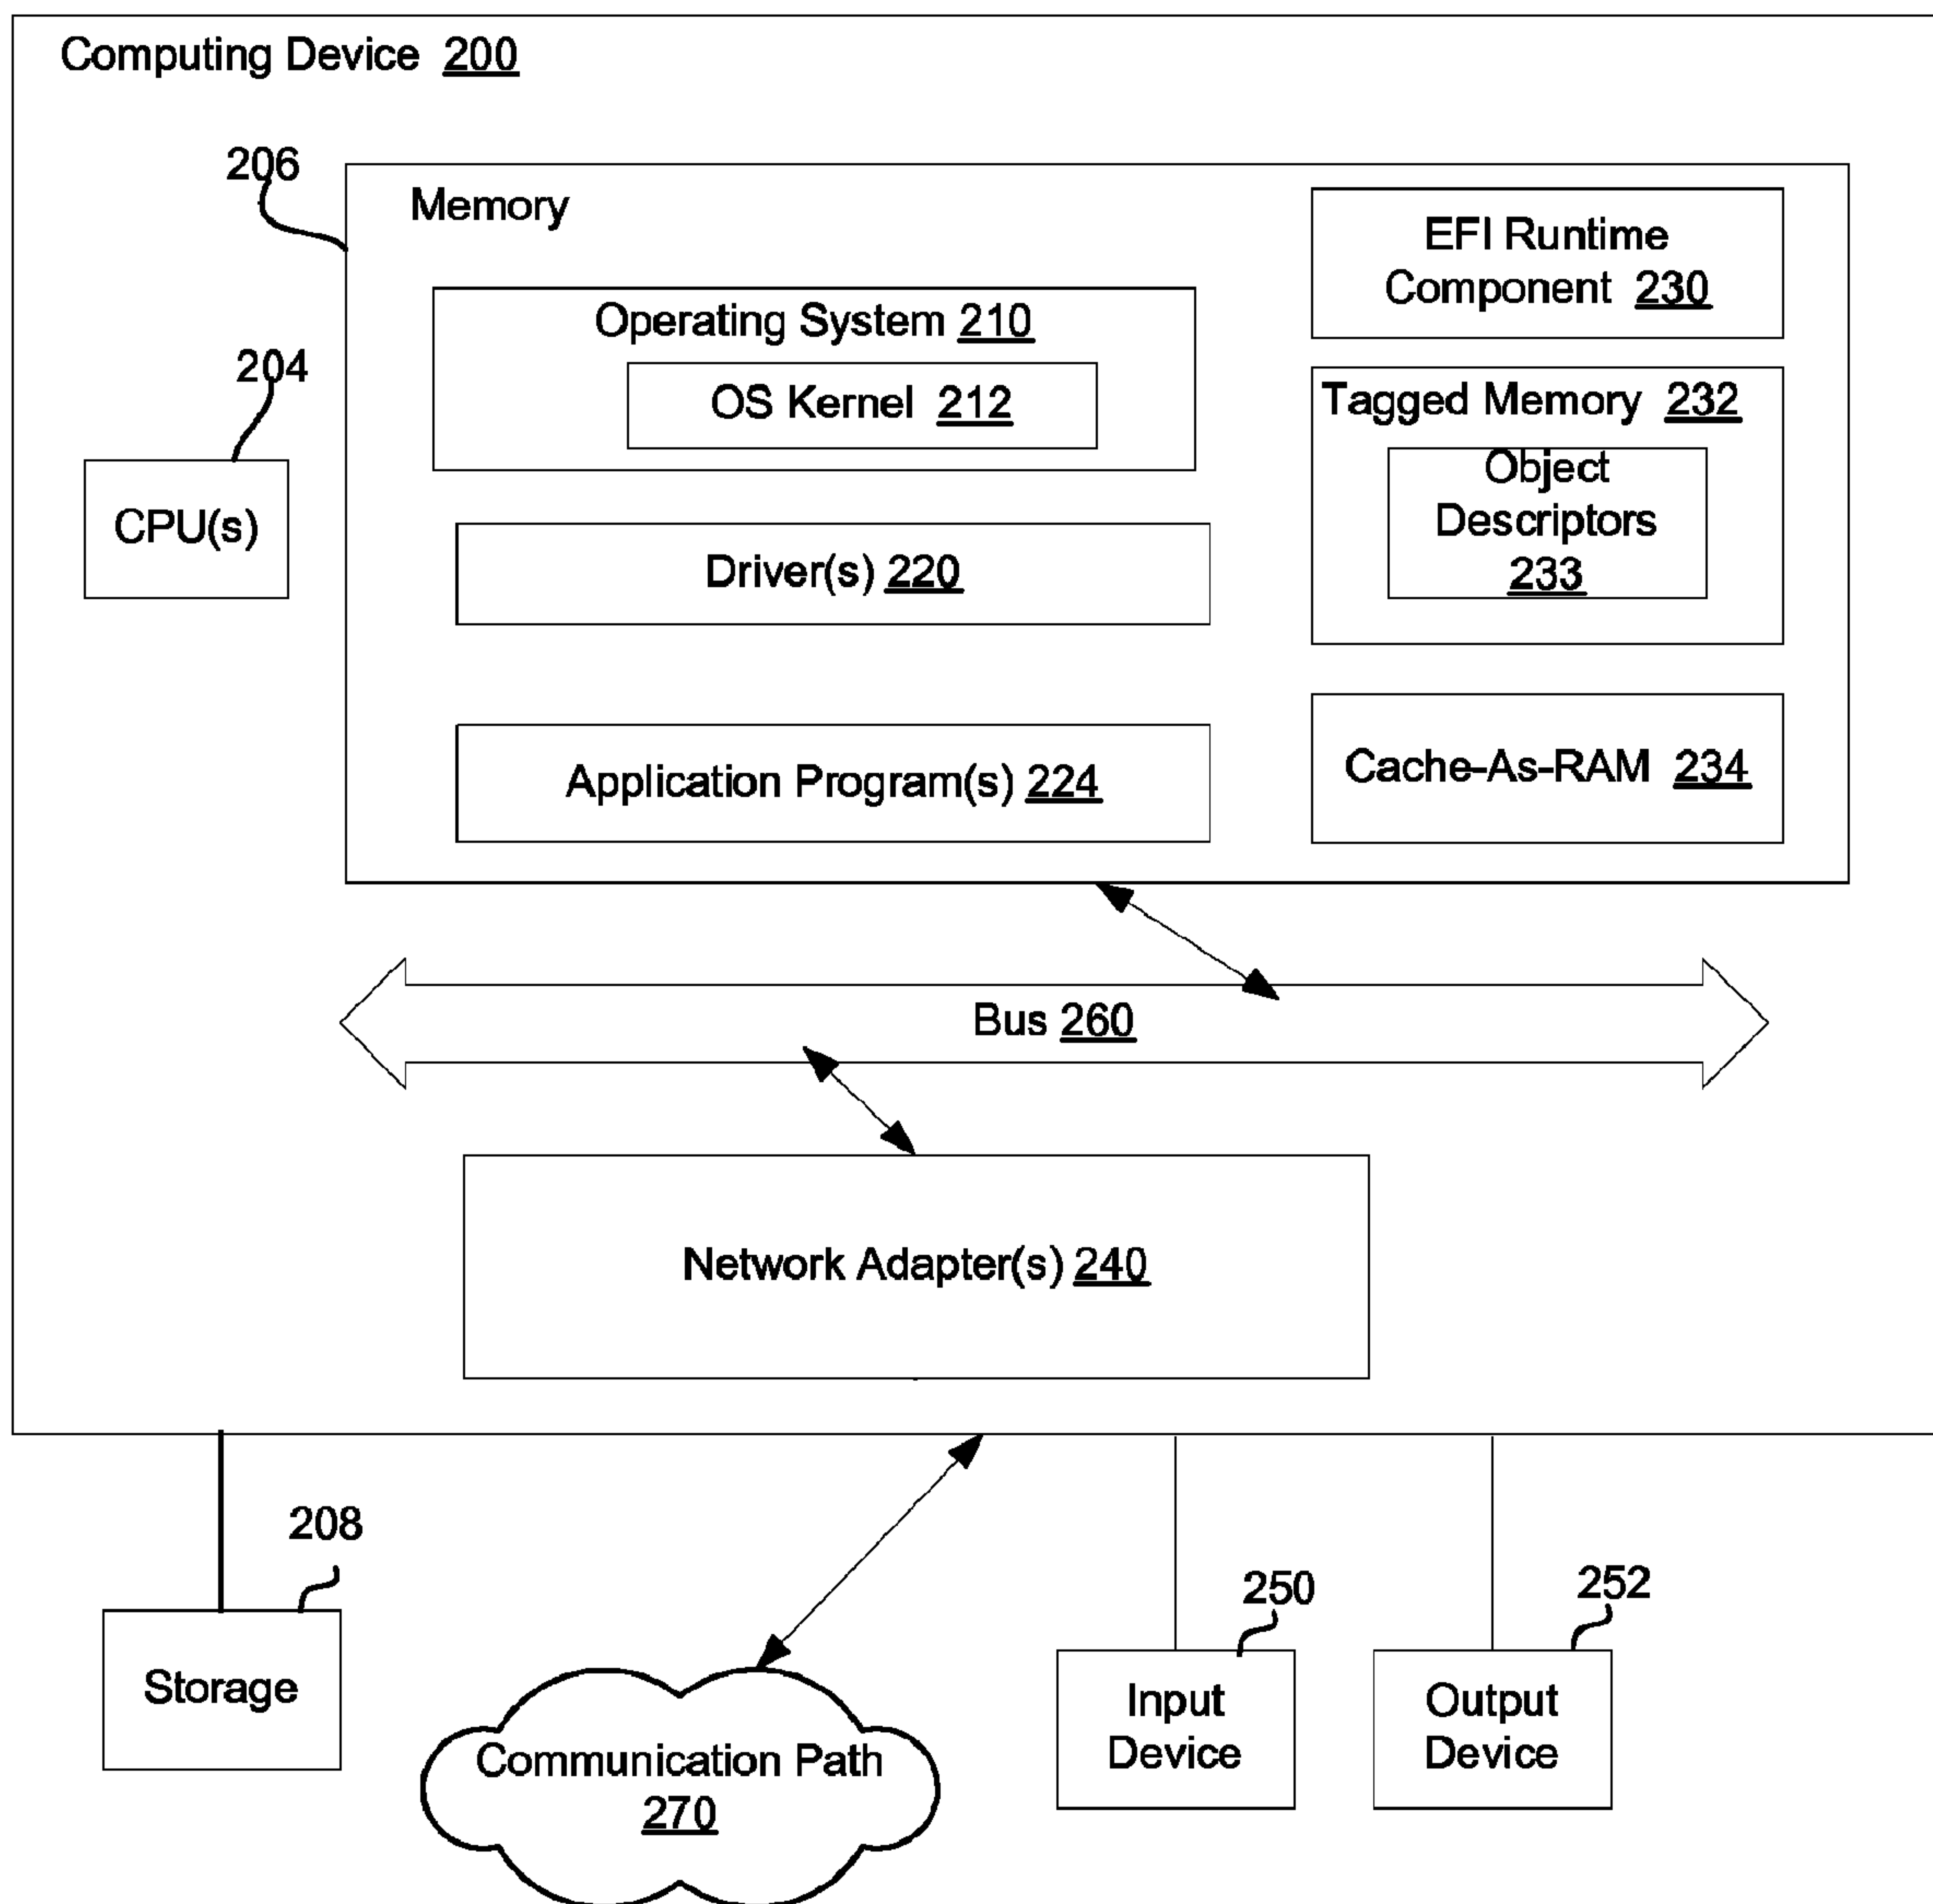 Computing Device 200
206
Memory
EFI Runtime
Component 230
Operating System 210
OS Kernel 212
204
CPU(s)
Tagged Memory 232
Object
Descriptors
233
Driver(s) 220
Application Program(s) 224
Cache-As-RAM 234
Bus 260
Network Adapter(s) 240
208
Storage
Communication Path
270
250
Input
Device
252
Output
Device